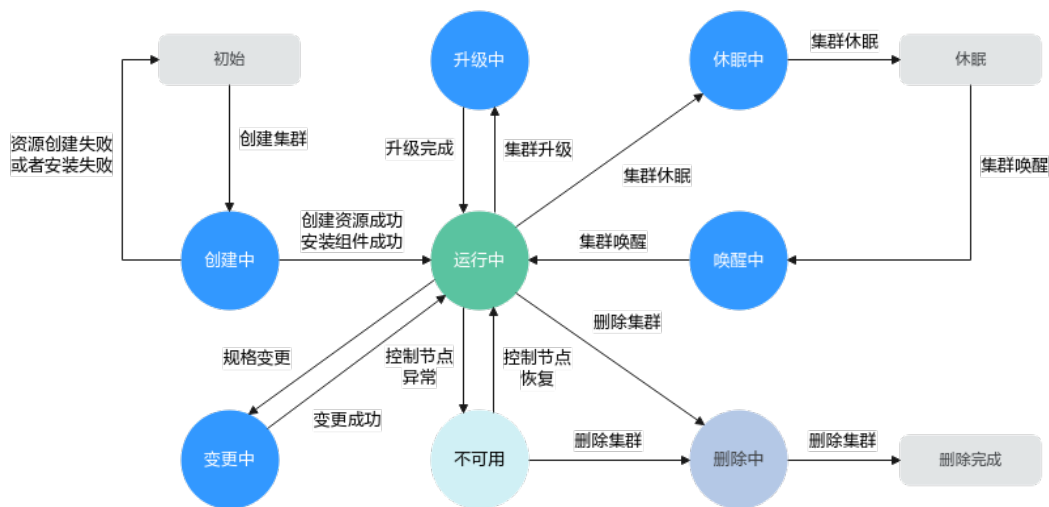 初始
升级中
休眠中
集群休眠
休眠
资源创建失败
或者安装失败
创建集群
升级完成
集群升级
集群休眠
集群唤醒
创建中
创建资源成功
安装组件成功
运行中
集群唤醒
唤醒中
规格变更
控制节点
异常
控制节点
恢复
删除集群
变更成功
变更中
不可用
删除集群
删除中
删除集群
删除完成